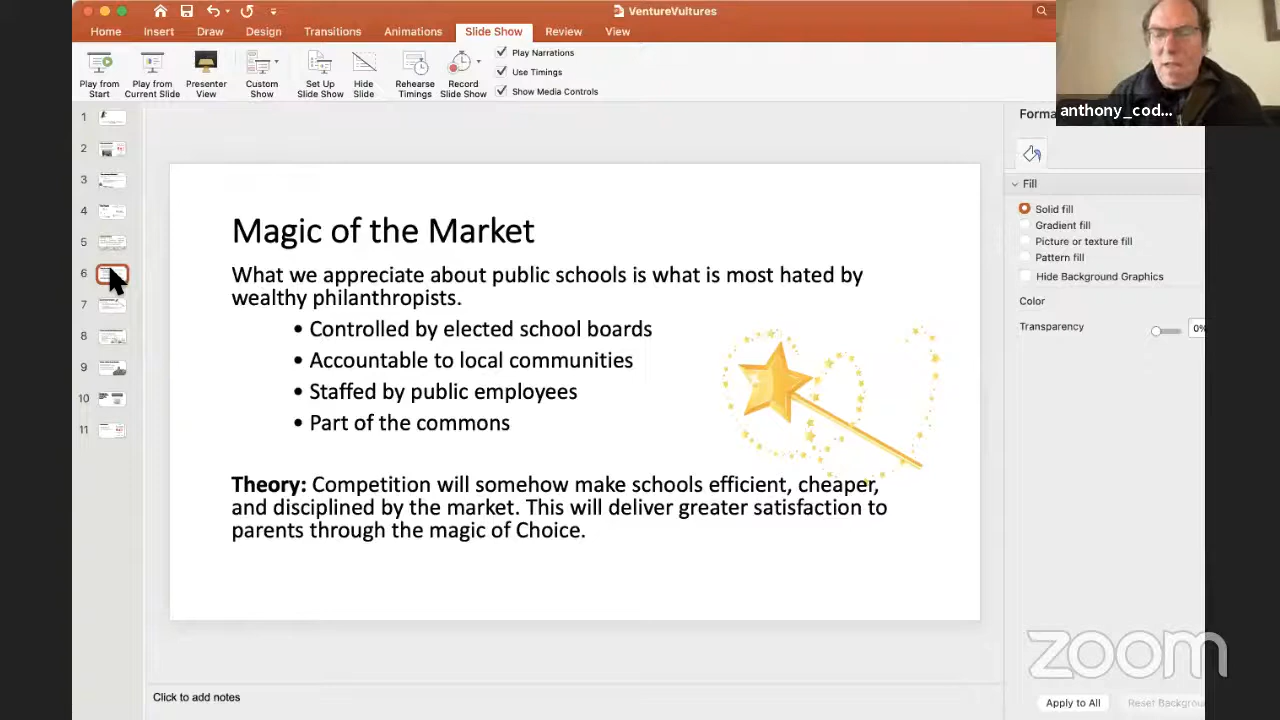 VentureVultures
Home Insert Draw Design Transitions Animations Slide Show Review View
Play from Start
Play from Current Slide
Presenter View
Custom Show
Set Up Slide Show
Hide Slide
Rehearse Timings
Record Slide Show
Play Narrations
Use Timings
Show Media Controls
anthony_cod...
1
2
3
4
5
6
7
8
9
10
11
Magic of the Market
What we appreciate about public schools is what is most hated by
wealthy philanthropists.
• Controlled by elected school boards
• Accountable to local communities
• Staffed by public employees
• Part of the commons
Theory: Competition will somehow make schools efficient, cheaper,
and disciplined by the market. This will deliver greater satisfaction to
parents through the magic of Choice.
Forma
Fill
Solid fill
Gradient fill
Picture or texture fill
Pattern fill
Hide Background Graphics
Color
Transparency 0%
zoom
Click to add notes
Apply to All Reset Backgrou